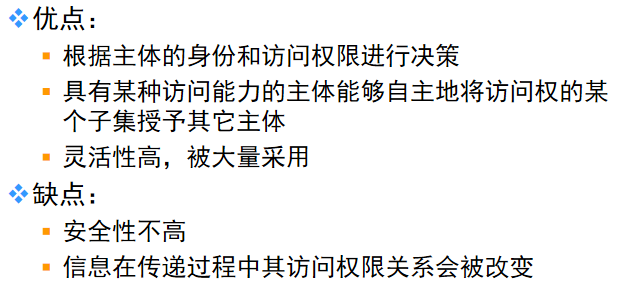 优点：
根据主体的身份和访问权限进行决策
具有某种访问能力的主体能够自主地将访问权的某
个子集授予其它主体
灵活性高，被大量采用
缺点：
安全性不高
信息在传递过程中其访问权限关系会被改变